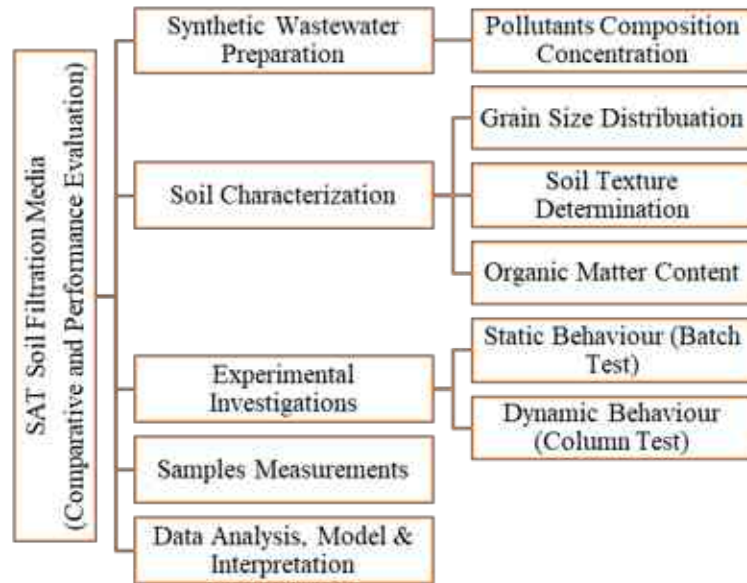 SAT Soil Filtration Media
(Comparative and Performance Evaluation)
Synthetic Wastewater
Preparation
Pollutants Composition
Concentration
Soil Characterization
Grain Size Distribuation
Soil Texture
Determination
Organic Matter Content
Experimental
Investigations
Static Behaviour (Batch
Test)
Dynamic Behaviour
(Column Test)
Samples Measurements
Data Analysis, Model &
Interpretation